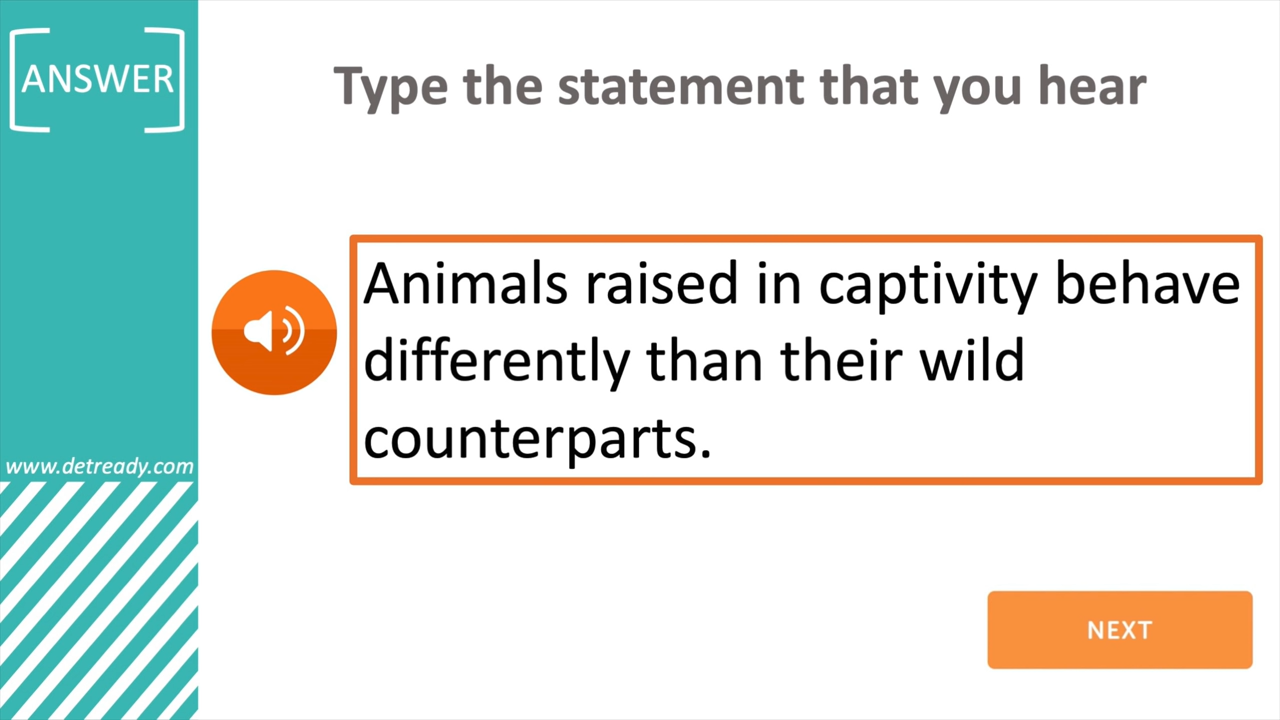 ANSWER
Type the statement that you hear
Animals raised in captivity behave
differently than their wild
counterparts.
www.detready.com
NEXT